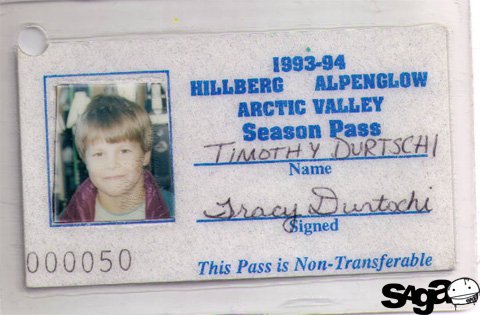 1993-94
HILLBERG ALPENGLOW
ARCTIC VALLEY
Season Pass
TIMOTHY DURTSCHI
Name
Tracy Durtschi
Signed
000050
This Pass is Non-Transferable
SAGA